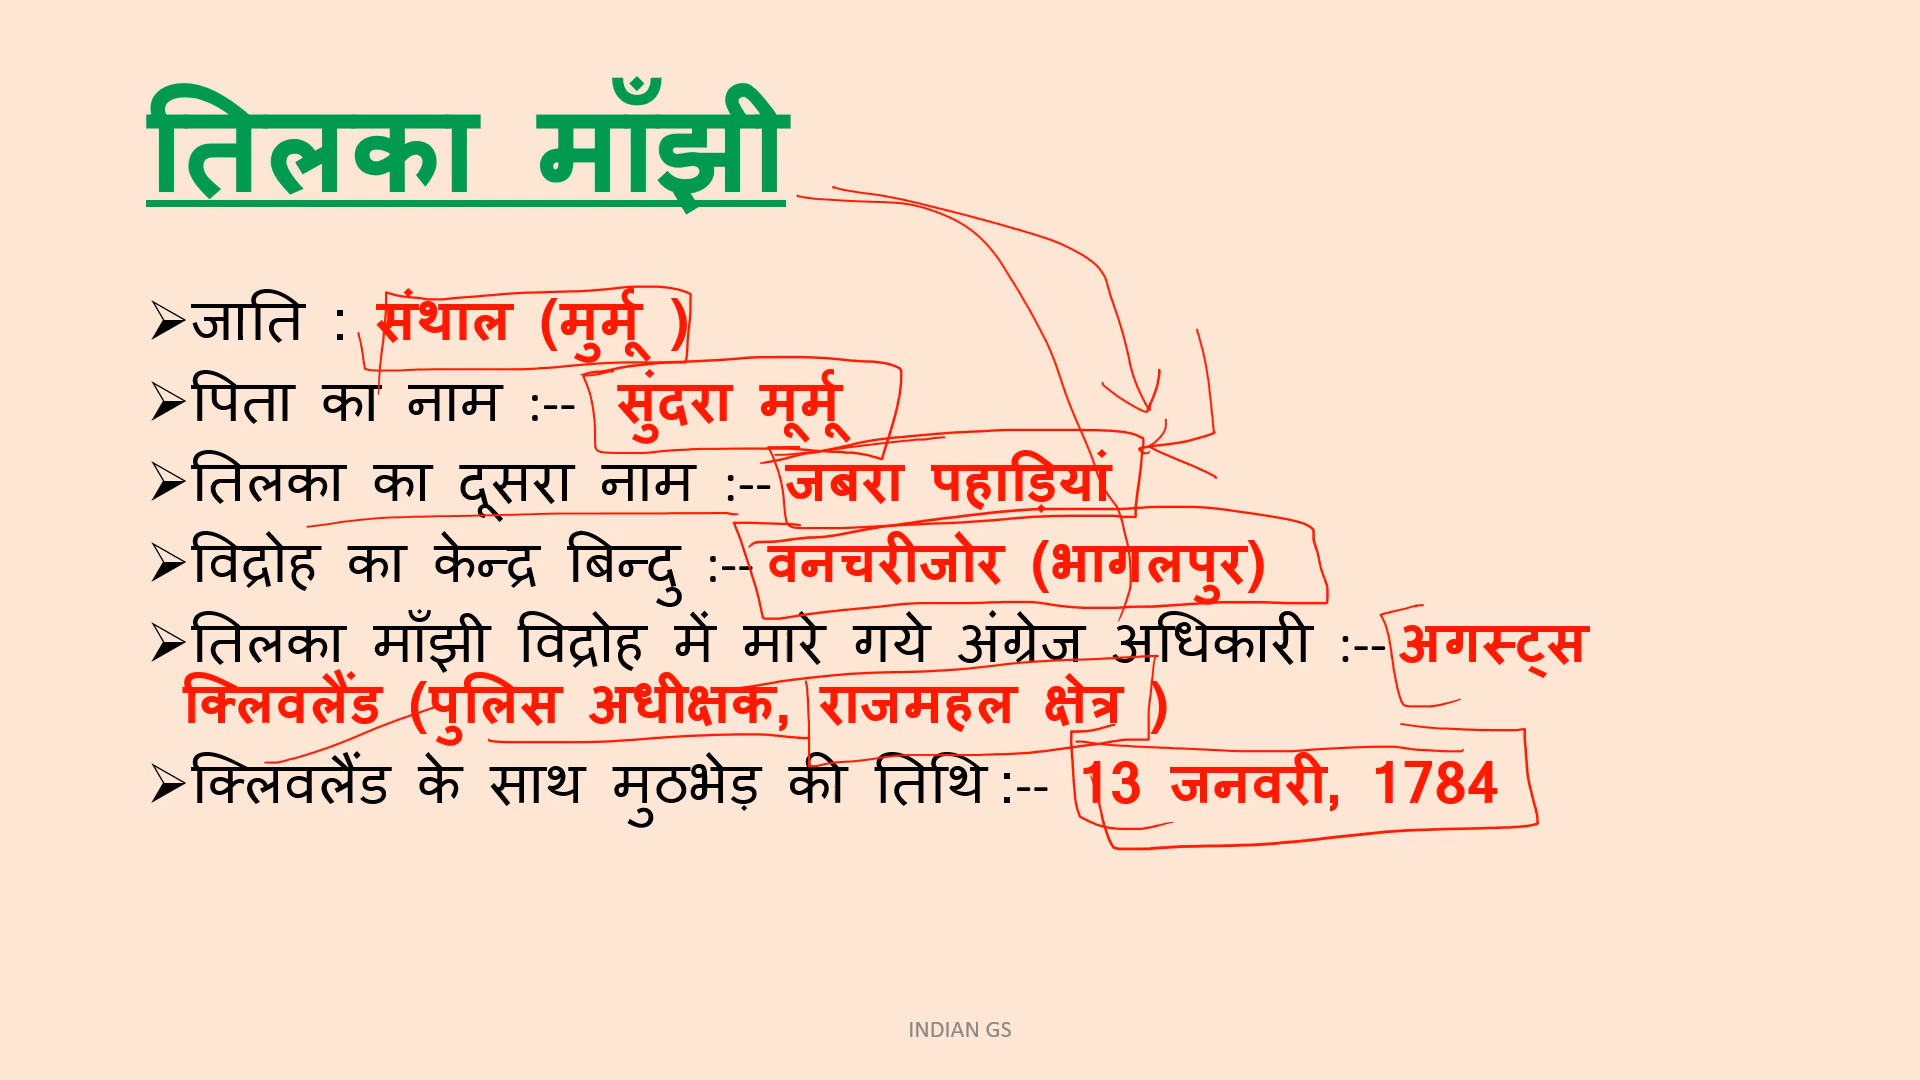 तिलका माँझी
➢जाति : संथाल (मुर्मू )
➢पिता का नाम :-- सुंदरा मूर्मू
➢तिलका का दूसरा नाम :-- जबरा पहाडियां
➢विद्रोह का केन्द्र बिन्दु :-- वनचरीजोर (भागलपुर)
➢तिलका माँझी विद्रोह में मारे गये अंग्रेज अधिकारी :-- अगस्ट्स
क्लिवलैंड (पुलिस अधीक्षक, राजमहल क्षेत्र )
➢क्लिवलैंड के साथ मुठभेड़ की तिथि :-- 13 जनवरी, 1784
INDIAN GS